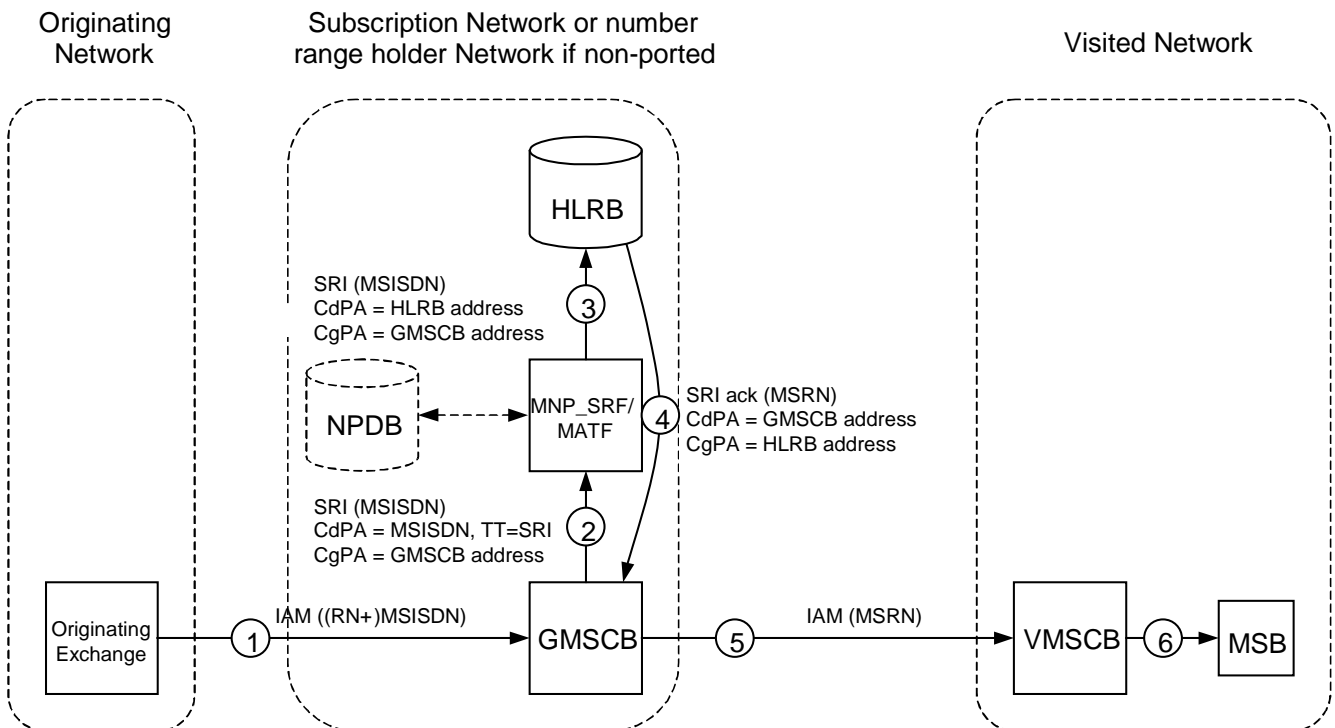 Originating
Network
Subscription Network or number
range holder Network if non-ported
Visited Network
HLRB
SRI (MSISDN)
CdPA = HLRB address
CgPA = GMSCB address
3
NPDB
MNP_SRF/
MATF
4
SRI ack (MSRN)
CdPA = GMSCB address
CgPA = HLRB address
SRI (MSISDN)
CdPA = MSISDN, TT=SRI
CgPA = GMSCB address
2
Originating
Exchange
1
IAM ((RN+)MSISDN)
GMSCB
5
IAM (MSRN)
VMSCB
6
MSB